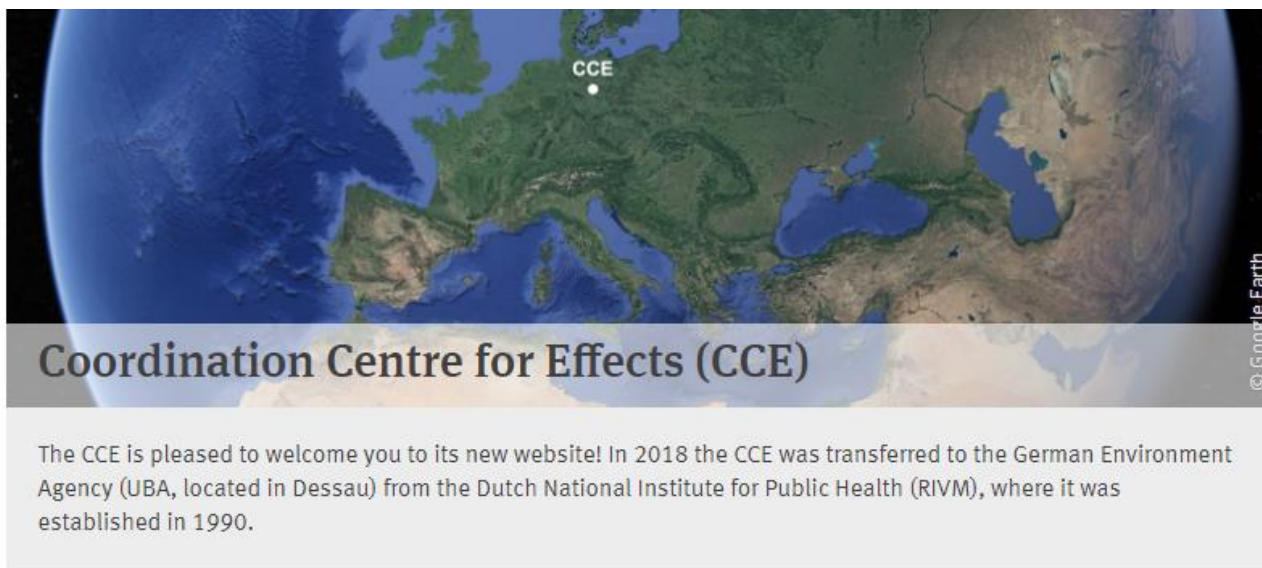 CCE
© Google Earth
Coordination Centre for Effects (CCE)
The CCE is pleased to welcome you to its new website! In 2018 the CCE was transferred to the German Environment
Agency (UBA, located in Dessau) from the Dutch National Institute for Public Health (RIVM), where it was
established in 1990.